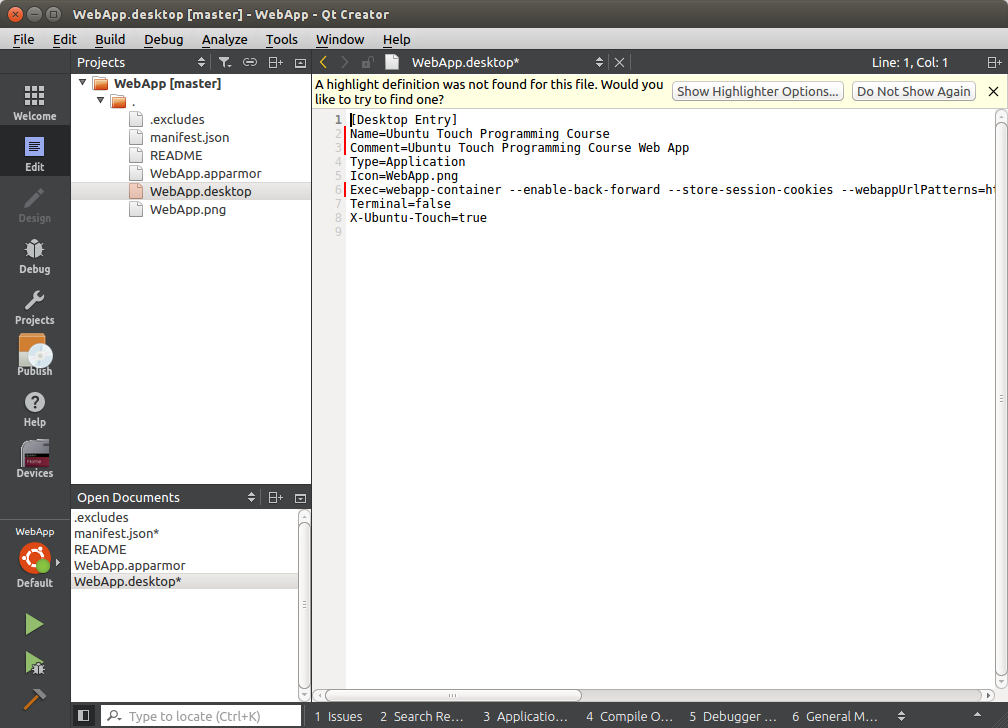 WebApp.desktop [master] - WebApp - Qt Creator
File Edit Build Debug Analyze Tools Window Help
Projects
WebApp.desktop*
Line: 1, Col: 1
Welcome
Edit
Design
Debug
Projects
Publish
Help
Devices
WebApp
Default
WebApp [master]
.
.excludes
manifest.json
README
WebApp.apparmor
WebApp.desktop
WebApp.png
Open Documents
.excludes
manifest.json*
README
WebApp.apparmor
WebApp.desktop*
A highlight definition was not found for this file. Would you
like to try to find one?
Show Highlighter Options...
Do Not Show Again
1 [Desktop Entry]
2 Name=Ubuntu Touch Programming Course
3 Comment=Ubuntu Touch Programming Course Web App
4 Type=Application
5 Icon=WebApp.png
6 Exec=webapp-container --enable-back-forward --store-session-cookies --webappUrlPatterns=ht
7 Terminal=false
8 X-Ubuntu-Touch=true
9
Type to locate (Ctrl+K)
1 Issues
2 Search Re...
3 Applicatio...
4 Compile O...
5 Debugger ...
6 General M...